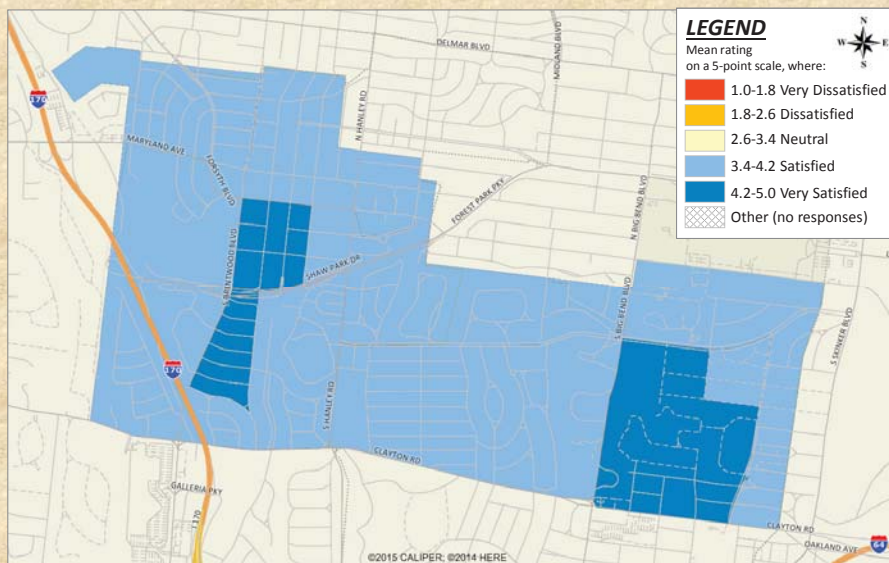 LEGEND
Mean rating
on a 5-point scale, where:
1.0-1.8 Very Dissatisfied
1.8-2.6 Dissatisfied
2.6-3.4 Neutral
3.4-4.2 Satisfied
4.2-5.0 Very Satisfied
Other (no responses)
N
W E
S
DELMAR BLVD
MIDLAND BLVD
170
N HANLEY RD
MARYLAND AVE
FORSYTH BLVD
FOREST PARK PKY
N BIG BEND BLVD
S BRENTWOOD BLVD
SHAW PARK DR
S BIG BEND BLVD
S SKINKER BLVD
170
S HANLEY RD
CLAYTON RD
GALLERIA PKY
I 170
CLAYTON RD
OAKLAND AVE
64
©2015 CALIPER; ©2014 HERE